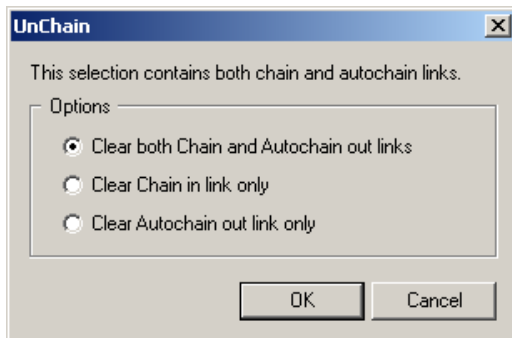 UnChain
This selection contains both chain and autochain links.
Options
Clear both Chain and Autochain out links
Clear Chain in link only
Clear Autochain out link only
OK Cancel